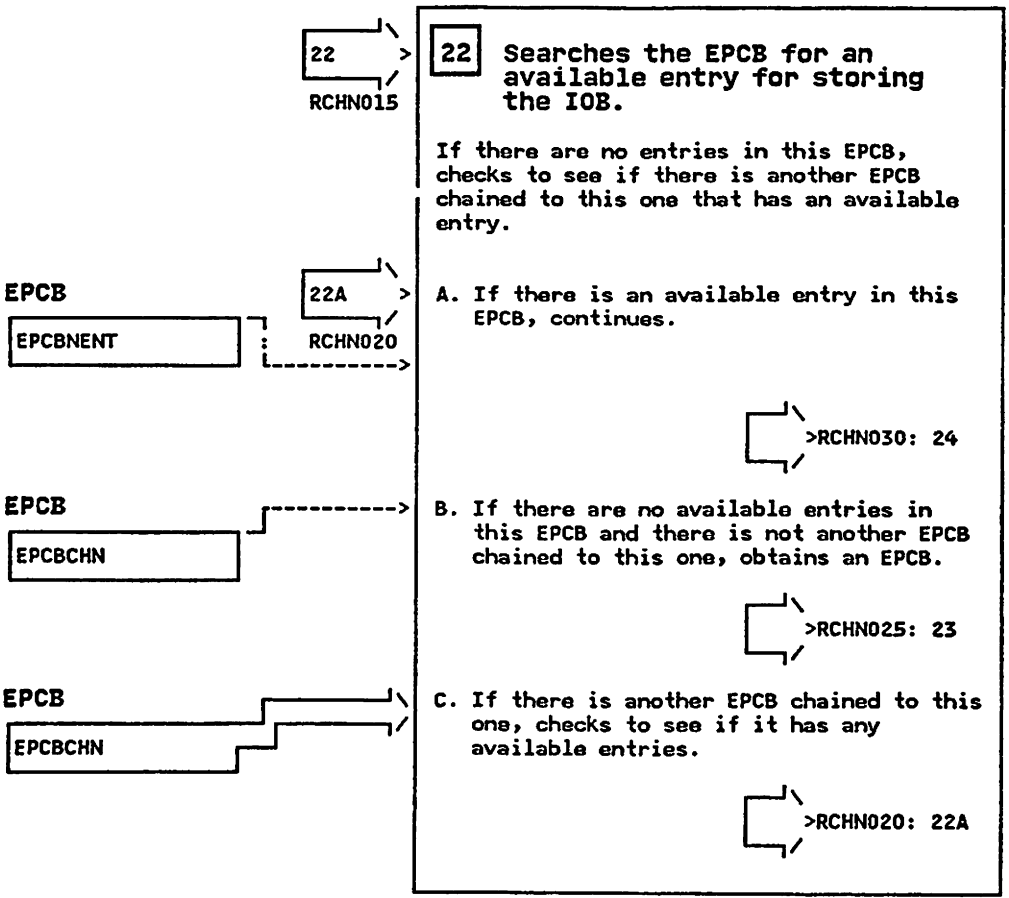 22
RCHN015
22 Searches the EPCB for an
available entry for storing
the IOB.
If there are no entries in this EPCB,
checks to see if there is another EPCB
chained to this one that has an available
entry.
EPCB
EPCBNENT
22A
RCHN020
A. If there is an available entry in this
EPCB, continues.
RCHN030: 24
EPCB
EPCBCHN
B. If there are no available entries in
this EPCB and there is not another EPCB
chained to this one, obtains an EPCB.
RCHN025: 23
EPCB
EPCBCHN
C. If there is another EPCB chained to this
one, checks to see if it has any
available entries.
RCHN020: 22A